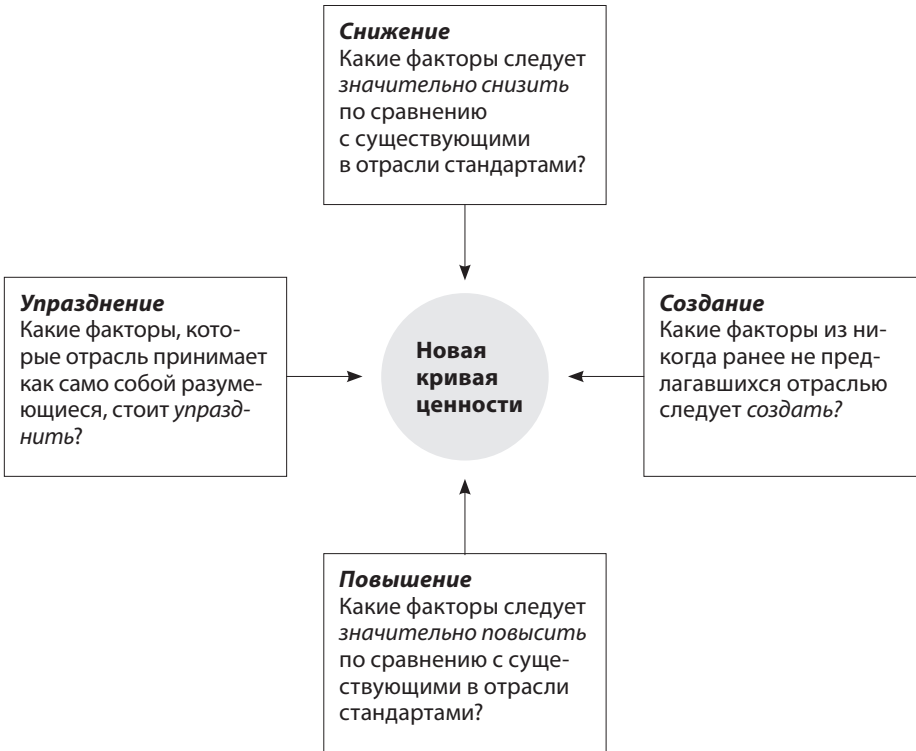 Снижение
Какие факторы следует
значительно снизить
по сравнению
с существующими
в отрасли стандартами?
Упразднение
Какие факторы, кото-
рые отрасль принимает
как само собой разуме-
ющиеся, стоит упразд-
нить?
Новая
кривая
ценности
Создание
Какие факторы из ни-
когда ранее не пред-
лагавшихся отраслью
следует создать?
Повышение
Какие факторы следует
значительно повысить
по сравнению с суще-
ствующими в отрасли
стандартами?